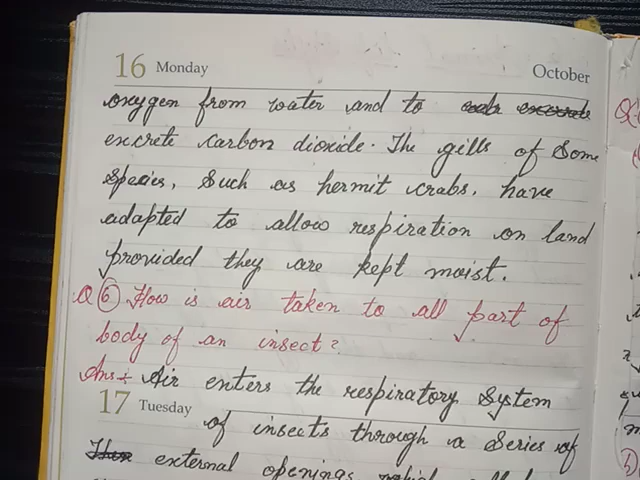 16 Monday October
oxygen from water and to
excrete carbon dioxide. The gills of Some
Species, Such as hermit crabs, have
adapted to allow respiration on land
provided they are kept moist.
Q 6 How is air taken to all part of
body of an insect?
Ans:- Air enters the respiratory System
17 Tuesday
of insects through a Series of
external openings which